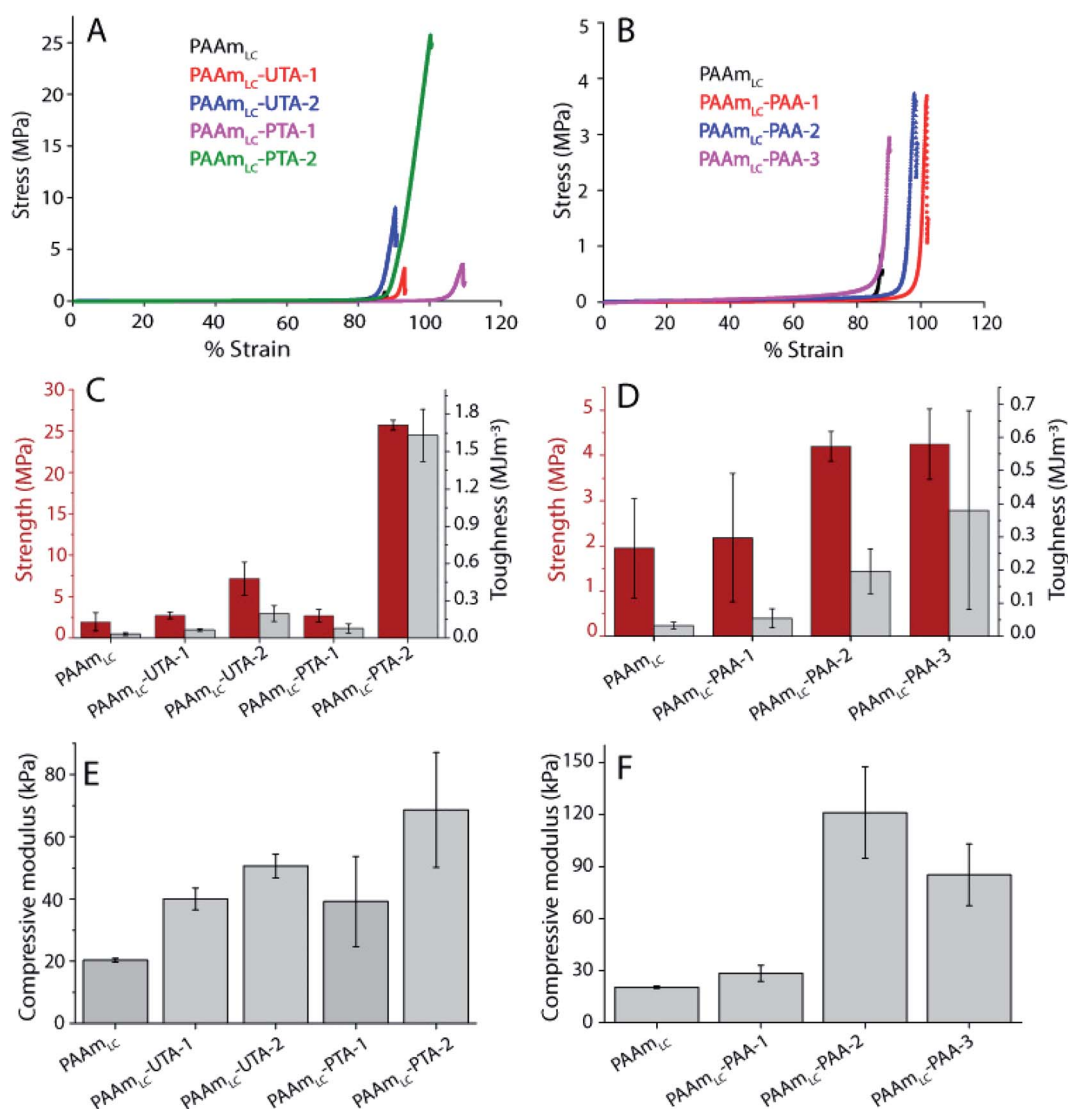 A
PAAmLC
PAAmLC-UTA-1
PAAmLC-UTA-2
PAAmLC-PTA-1
PAAmLC-PTA-2
Stress (MPa)
25
20
15
10
5
0
0 20 40 60 80 100 120
% Strain
B
PAAmLC
PAAmLC-PAA-1
PAAmLC-PAA-2
PAAmLC-PAA-3
Stress (MPa)
5
4
3
2
1
0
0 20 40 60 80 100 120
% Strain
C
Strength (MPa)
30
25
20
15
10
5
0
Toughness (MJm-3)
1.8
1.5
1.2
0.9
0.6
0.3
0.0
PAAmLC
PAAmLC-UTA-1
PAAmLC-UTA-2
PAAmLC-PTA-1
PAAmLC-PTA-2
D
Strength (MPa)
5
4
3
2
1
0
Toughness (MJm-3)
0.7
0.6
0.5
0.4
0.3
0.2
0.1
0.0
PAAmLC
PAAmLC-PAA-1
PAAmLC-PAA-2
PAAmLC-PAA-3
E
Compressive modulus (kPa)
80
60
40
20
0
PAAmLC
PAAmLC-UTA-1
PAAmLC-UTA-2
PAAmLC-PTA-1
PAAmLC-PTA-2
F
Compressive modulus (kPa)
150
120
90
60
30
0
PAAmLC
PAAmLC-PAA-1
PAAmLC-PAA-2
PAAmLC-PAA-3